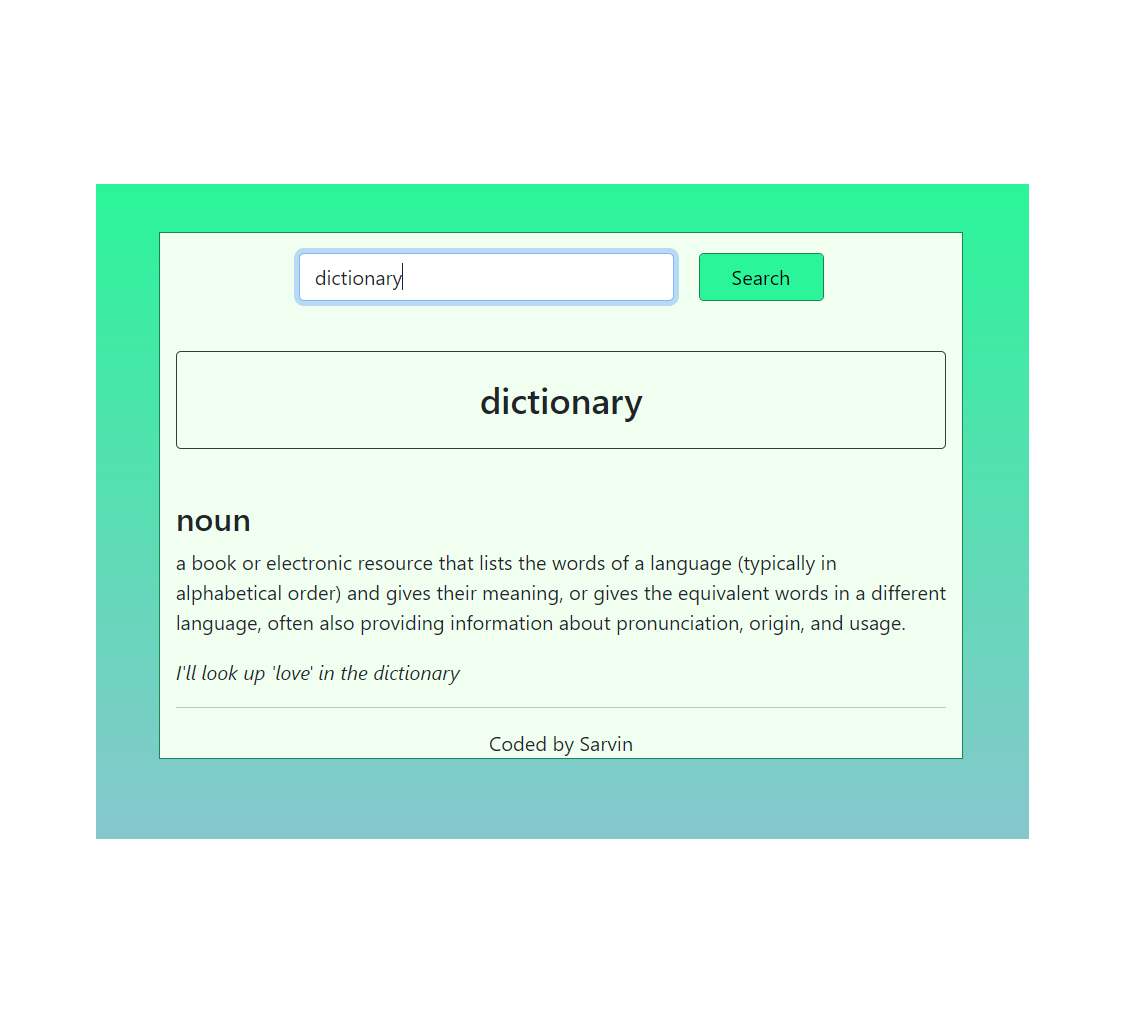 dictionary
Search
dictionary
noun
a book or electronic resource that lists the words of a language (typically in
alphabetical order) and gives their meaning, or gives the equivalent words in a different
language, often also providing information about pronunciation, origin, and usage.
I'll look up 'love' in the dictionary
Coded by Sarvin